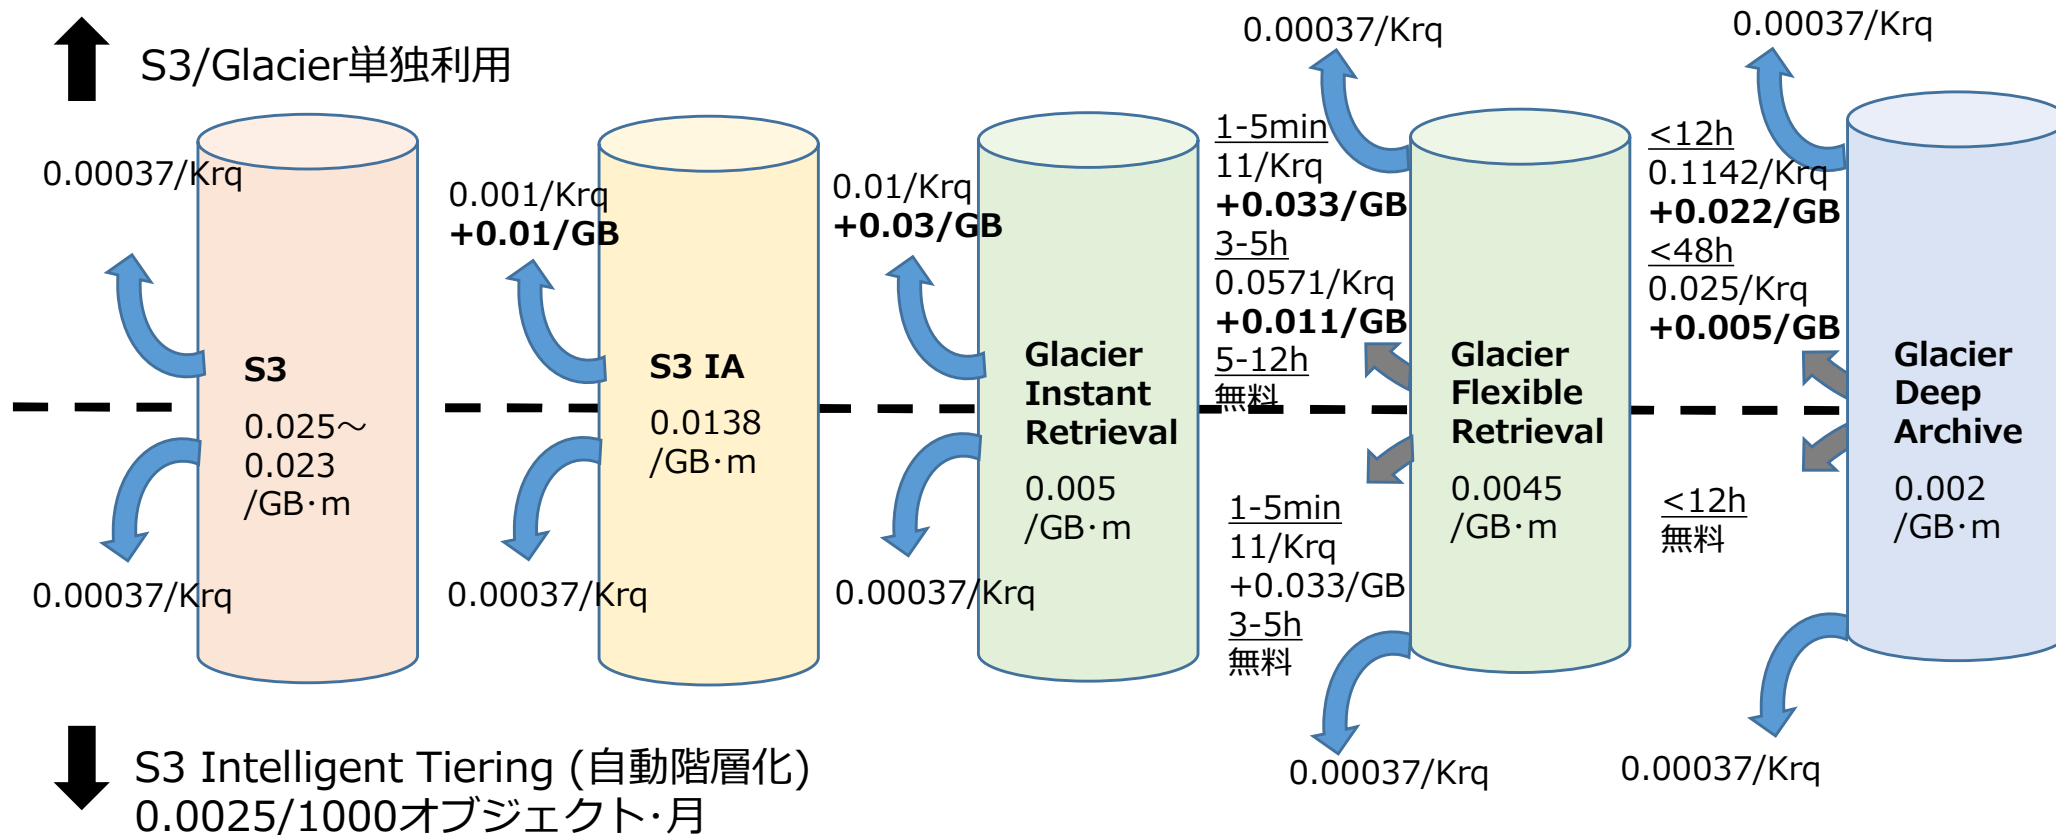 S3/Glacier単独利用
0.00037/Krq
0.001/Krq
+0.01/GB
0.01/Krq
+0.03/GB
0.00037/Krq
1-5min
11/Krq
+0.033/GB
3-5h
0.0571/Krq
+0.011/GB
5-12h
無料
0.00037/Krq
<12h
0.1142/Krq
+0.022/GB
<48h
0.025/Krq
+0.005/GB
S3
0.025～
0.023
/GB･m
S3 IA
0.0138
/GB･m
Glacier
Instant
Retrieval
0.005
/GB･m
Glacier
Flexible
Retrieval
0.0045
/GB･m
Glacier
Deep
Archive
0.002
/GB･m
0.00037/Krq
0.00037/Krq
0.00037/Krq
1-5min
11/Krq
+0.033/GB
3-5h
無料
0.00037/Krq
<12h
無料
0.00037/Krq
S3 Intelligent Tiering (自動階層化)
0.0025/1000オブジェクト･月